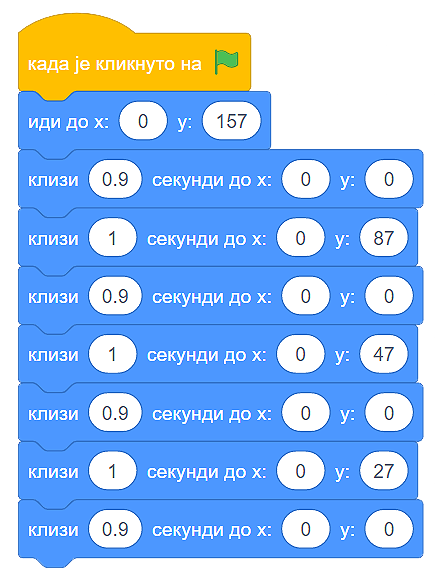 када је кликнуто на
иди до x: 0 y: 157
клизи 0.9 секунди до x: 0 y: 0
клизи 1 секунди до x: 0 y: 87
клизи 0.9 секунди до x: 0 y: 0
клизи 1 секунди до x: 0 y: 47
клизи 0.9 секунди до x: 0 y: 0
клизи 1 секунди до x: 0 y: 27
клизи 0.9 секунди до x: 0 y: 0